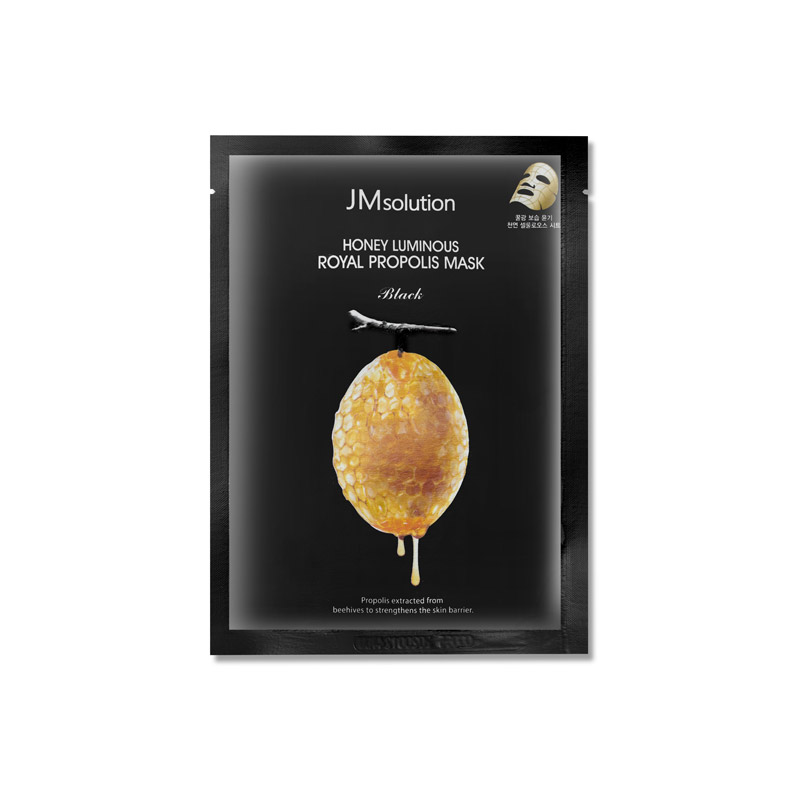 JMsolution
꿀광 보습 윤기
천연 셀룰로오스 시트
HONEY LUMINOUS
ROYAL PROPOLIS MASK
Black
Propolis extracted from
beehives to strengthens the skin barrier.